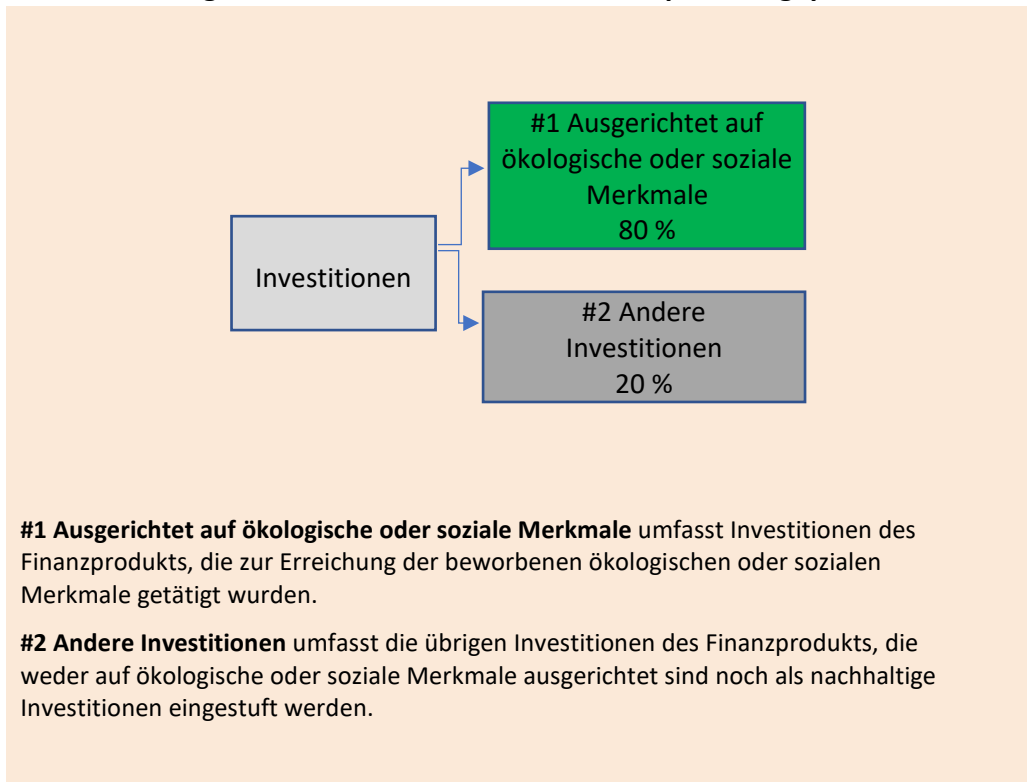 #1 Ausgerichtet auf
ökologische oder soziale
Merkmale
80 %
Investitionen
#2 Andere
Investitionen
20 %
#1 Ausgerichtet auf ökologische oder soziale Merkmale umfasst Investitionen des
Finanzprodukts, die zur Erreichung der beworbenen ökologischen oder sozialen
Merkmale getätigt wurden.
#2 Andere Investitionen umfasst die übrigen Investitionen des Finanzprodukts, die
weder auf ökologische oder soziale Merkmale ausgerichtet sind noch als nachhaltige
Investitionen eingestuft werden.